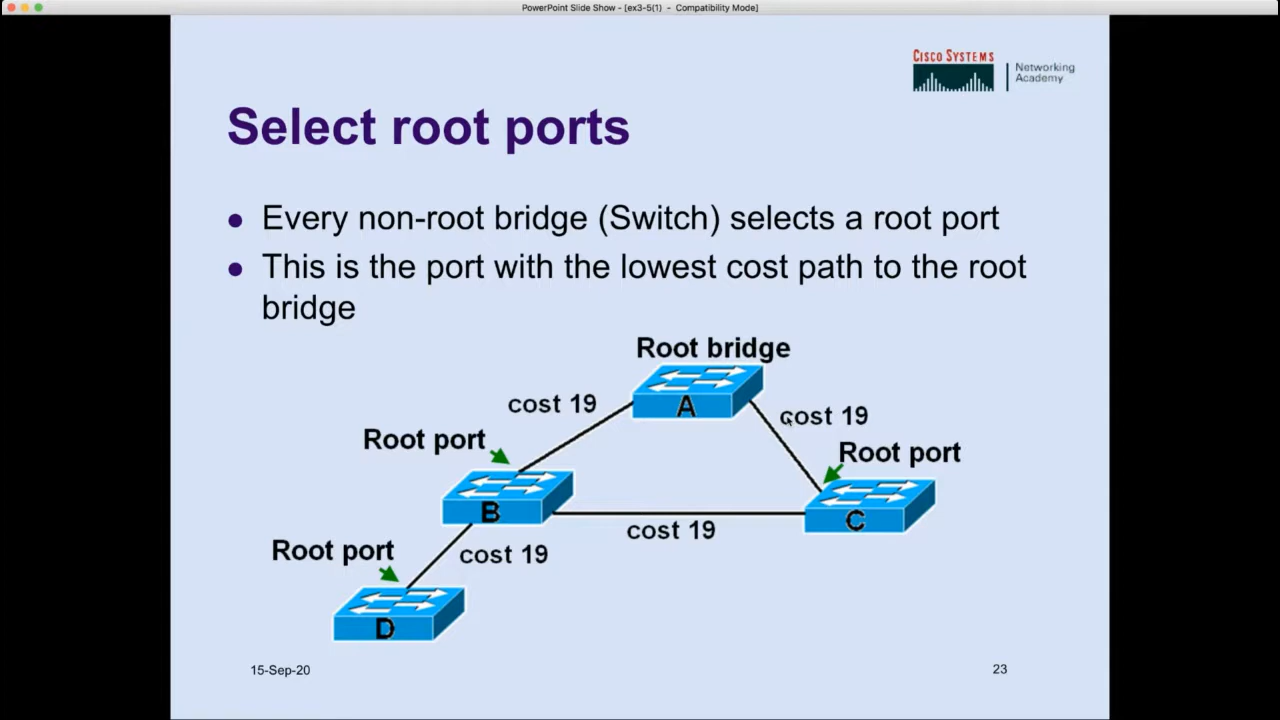 PowerPoint Slide Show - [ex3-5(1) - Compatibility Mode]
CISCO SYSTEMS
Networking
Academy
Select root ports
• Every non-root bridge (Switch) selects a root port
• This is the port with the lowest cost path to the root
bridge
Root bridge
A
cost 19
cost 19
Root port
Root port
B
C
cost 19
Root port
cost 19
D
15-Sep-20
23